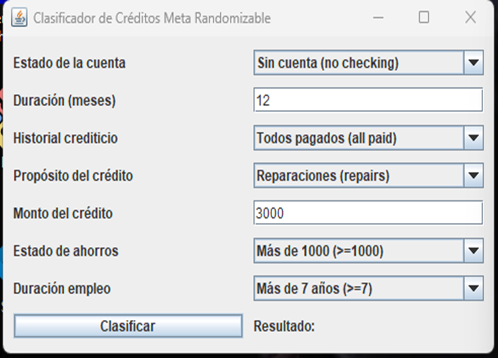 Clasificador de Créditos Meta Randomizable
Estado de la cuenta Sin cuenta (no checking)
Duración (meses) 12
Historial crediticio Todos pagados (all paid)
Propósito del crédito Reparaciones (repairs)
Monto del crédito 3000
Estado de ahorros Más de 1000 (>=1000)
Duración empleo Más de 7 años (>=7)
Clasificar Resultado: